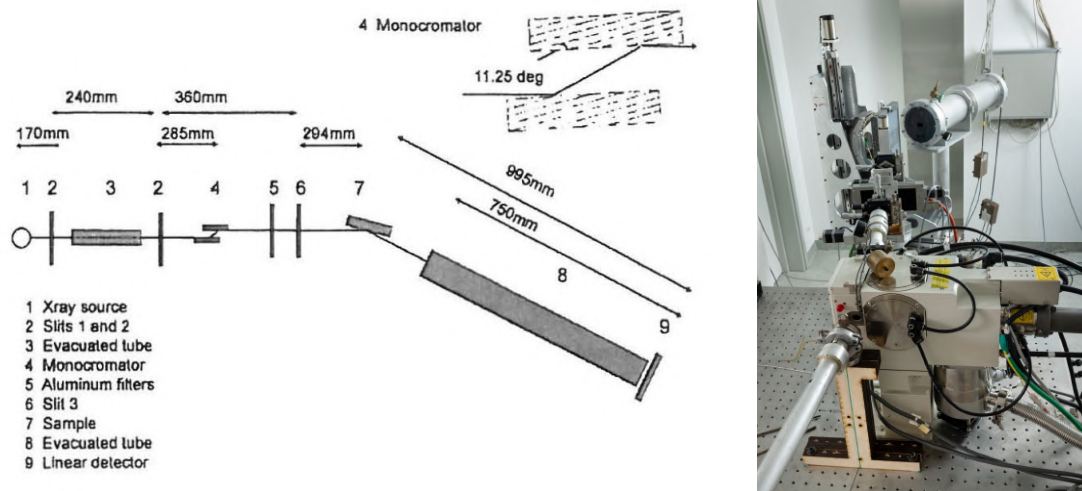 4 Monocromator
11.25 deg
240mm
360mm
170mm
285mm
294mm
995mm
750mm
1 2 3 2 4 5 6 7
8
9
1 Xray source
2 Slits 1 and 2
3 Evacuated tube
4 Monocromator
5 Aluminum filters
6 Slit 3
7 Sample
8 Evacuated tube
9 Linear detector